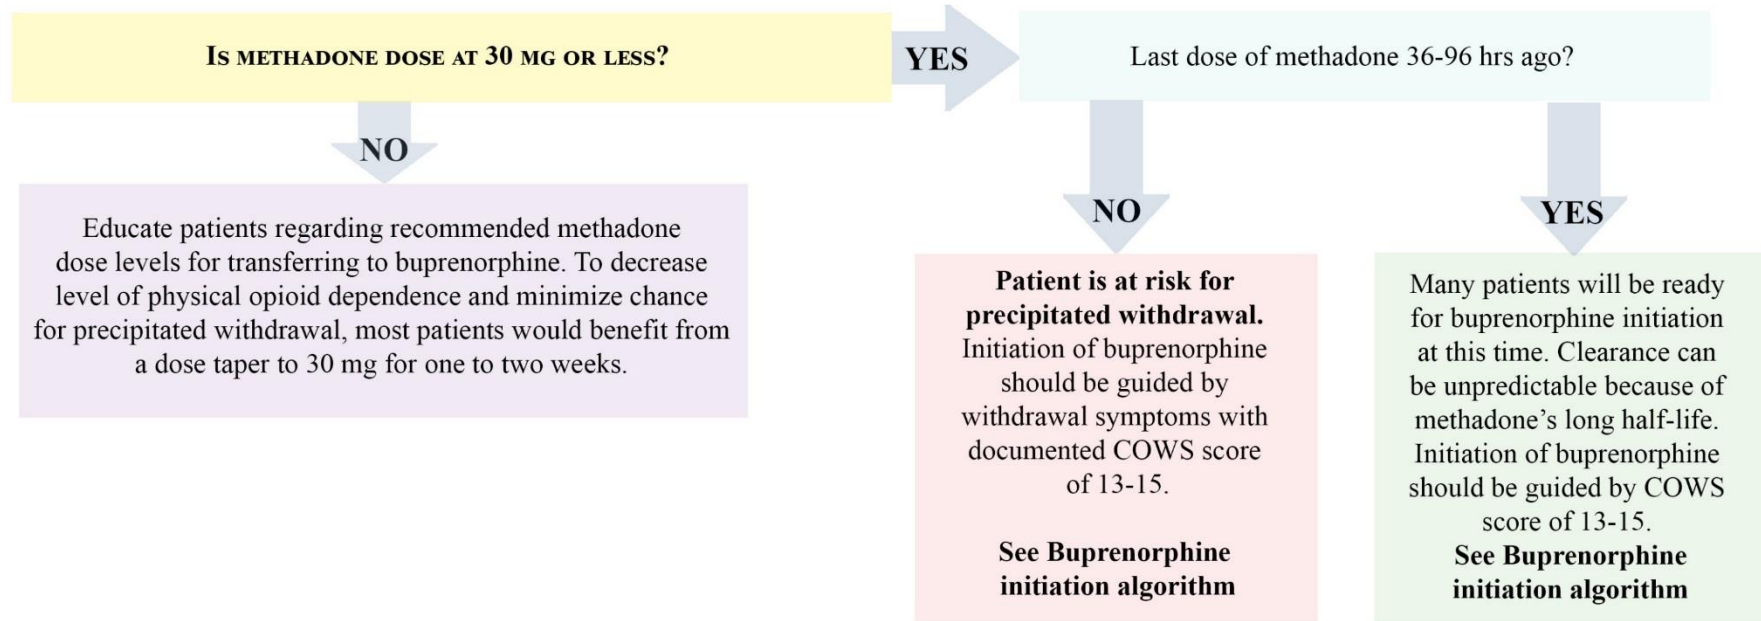 IS METHADONE DOSE AT 30 MG OR LESS?
YES
Last dose of methadone 36-96 hrs ago?
NO
Educate patients regarding recommended methadone
dose levels for transferring to buprenorphine. To decrease
level of physical opioid dependence and minimize chance
for precipitated withdrawal, most patients would benefit from
a dose taper to 30 mg for one to two weeks.
NO
Patient is at risk for
precipitated withdrawal.
Initiation of buprenorphine
should be guided by
withdrawal symptoms with
documented COWS score
of 13-15.
See Buprenorphine
initiation algorithm
YES
Many patients will be ready
for buprenorphine initiation
at this time. Clearance can
be unpredictable because of
methadone’s long half-life.
Initiation of buprenorphine
should be guided by COWS
score of 13-15.
See Buprenorphine
initiation algorithm